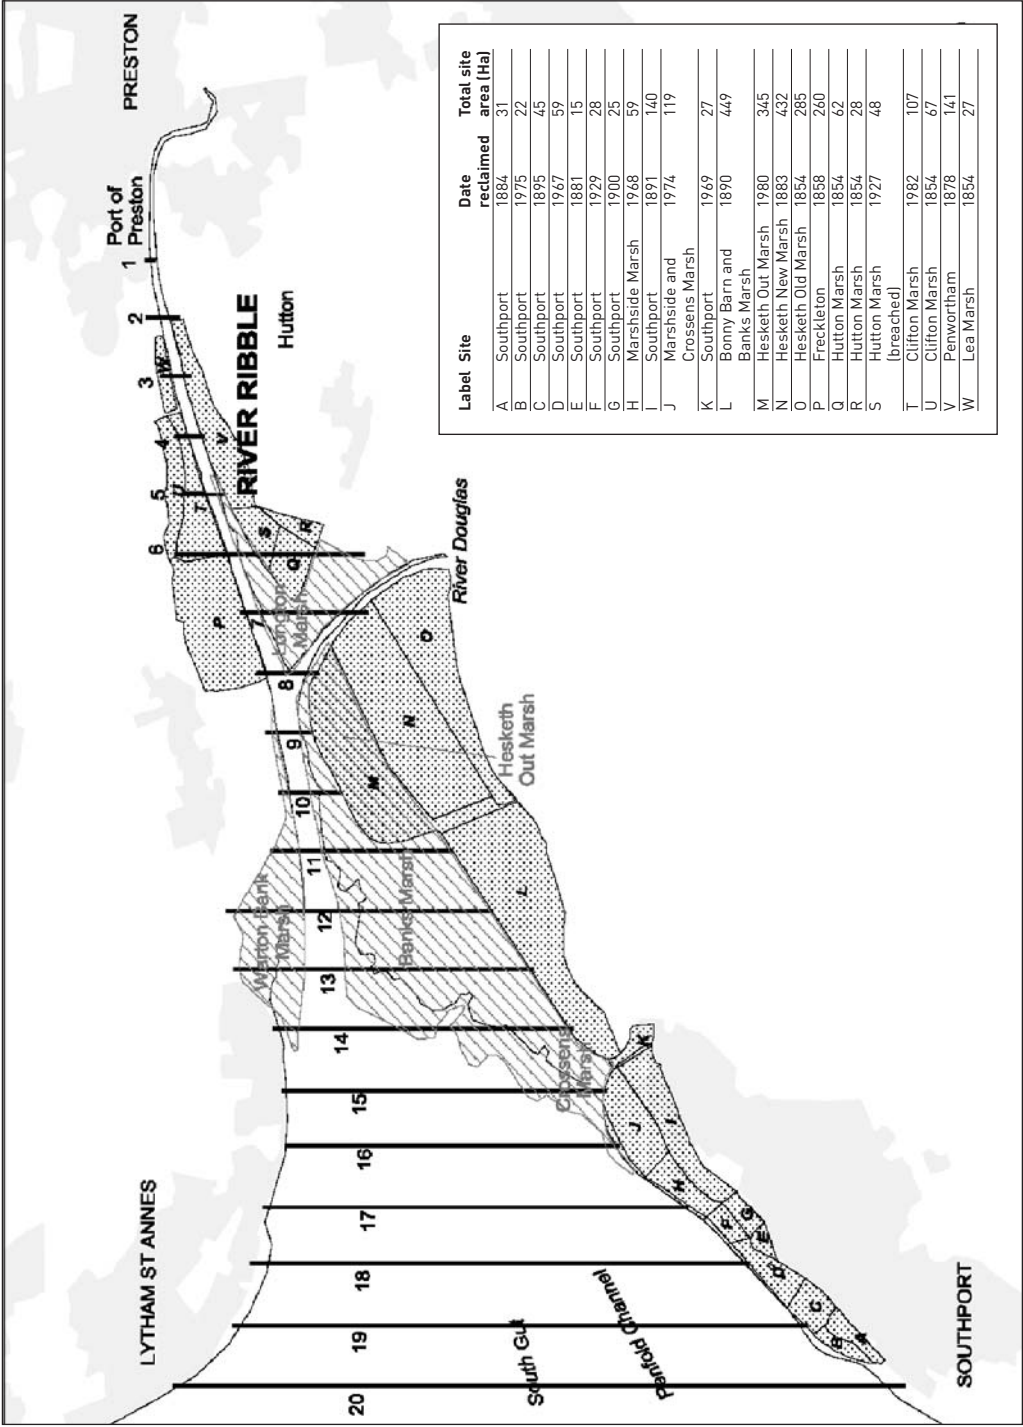 PRESTON
Port of
Preston
RIVER RIBBLE
Hutton
River Douglas
Longton
Marsh
Heskett
Out Marsh
Warton Bank
Marsh
Banks Marsh
Crossens
Marsh
LYTHAM ST ANNES
SOUTHPORT
South Gut
Penfold Channel
1
2
3
4
5
6
7
8
9
10
11
12
13
14
15
16
17
18
19
20
W
V
U
T
S
R
Q
P
O
N
M
L
K
J
I
H
F
G
E
D
C
B
A
Label Site Date reclaimed Total site area (Ha)
A Southport 1884 31
B Southport 1975 22
C Southport 1895 45
D Southport 1967 59
E Southport 1881 15
F Southport 1929 28
G Southport 1900 25
H Marshside Marsh 1968 59
I Southport 1891 140
J Marshside and 1974 119
Crossens Marsh
K Southport 1969 27
L Bonny Barn and 1890 449
Banks Marsh
M Hesketh Out Marsh 1980 345
N Hesketh New Marsh 1883 432
O Hesketh Old Marsh 1854 285
P Freckleton 1858 260
Q Hutton Marsh 1854 62
R Hutton Marsh 1854 28
S Hutton Marsh 1927 48
(breached)
T Clifton Marsh 1982 107
U Clifton Marsh 1854 67
V Penwortham 1878 141
W Lea Marsh 1854 27